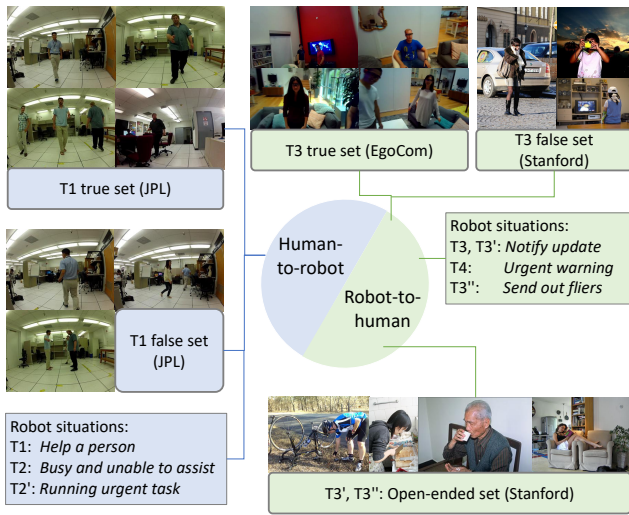 T1 true set (JPL)
T3 true set (EgoCom)
T3 false set
(Stanford)
Human-
to-robot
Robot-to-
human
Robot situations:
T3, T3': Notify update
T4: Urgent warning
T3'': Send out fliers
T1 false set
(JPL)
Robot situations:
T1: Help a person
T2: Busy and unable to assist
T2': Running urgent task
T3', T3'': Open-ended set (Stanford)